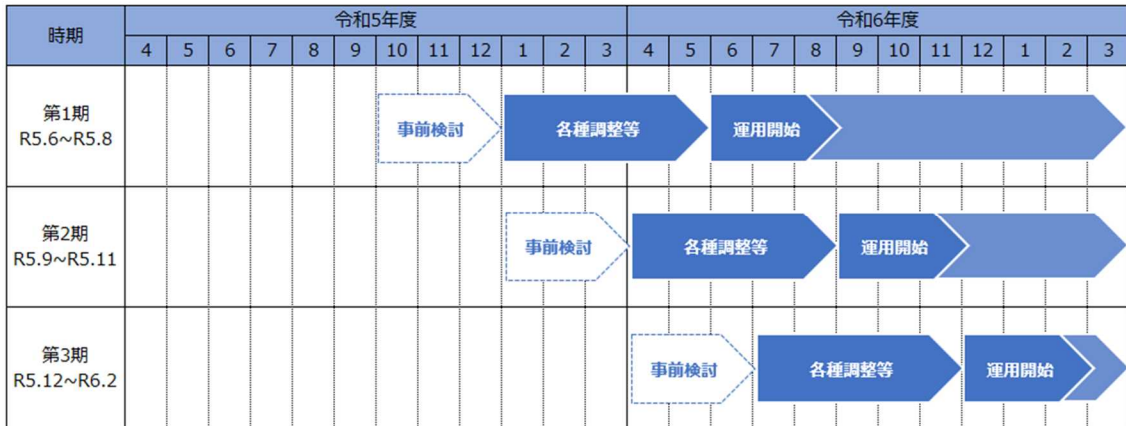 時期
令和5年度
令和6年度
4 5 6 7 8 9 10 11 12 1 2 3 4 5 6 7 8 9 10 11 12 1 2 3
第1期
R5.6~R5.8
事前検討
各種調整等
運用開始
第2期
R5.9~R5.11
事前検討
各種調整等
運用開始
第3期
R5.12~R6.2
事前検討
各種調整等
運用開始